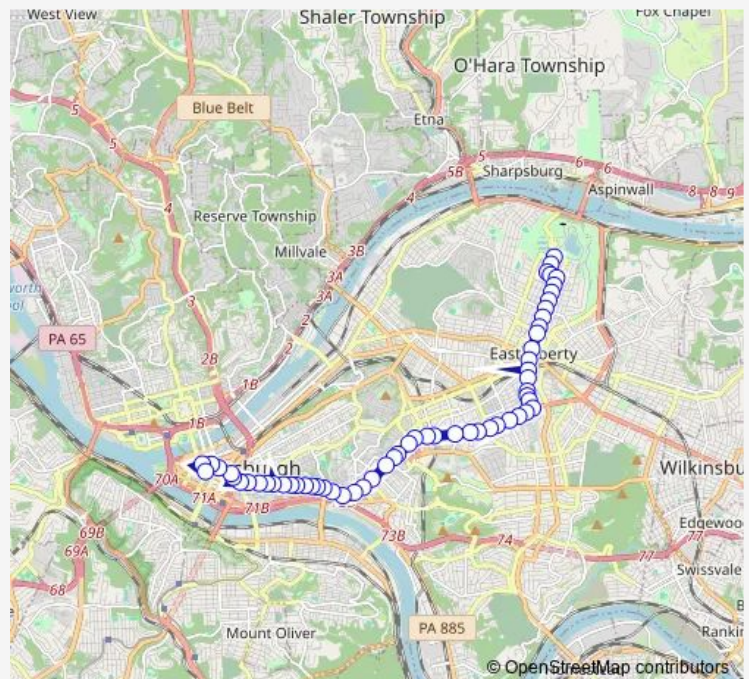 West View
Shaler Township
Fox Chapel
O'Hara Township
5
Blue Belt
Etna
5
5B
5
6
6
Sharpsburg
Aspinwall
8
8
9
4
4
Reserve Township
Millvale
3B
3A
3A
3
2
PA 65
East Liberty
2B
2
1B
1B
70A
71A
71B
Wilkinsbu
73B
74
77
77
Edgewoo
69B
69A
68
Swissvale
Mount Oliver
PA 885
Rankin
© OpenStreetMap contributors